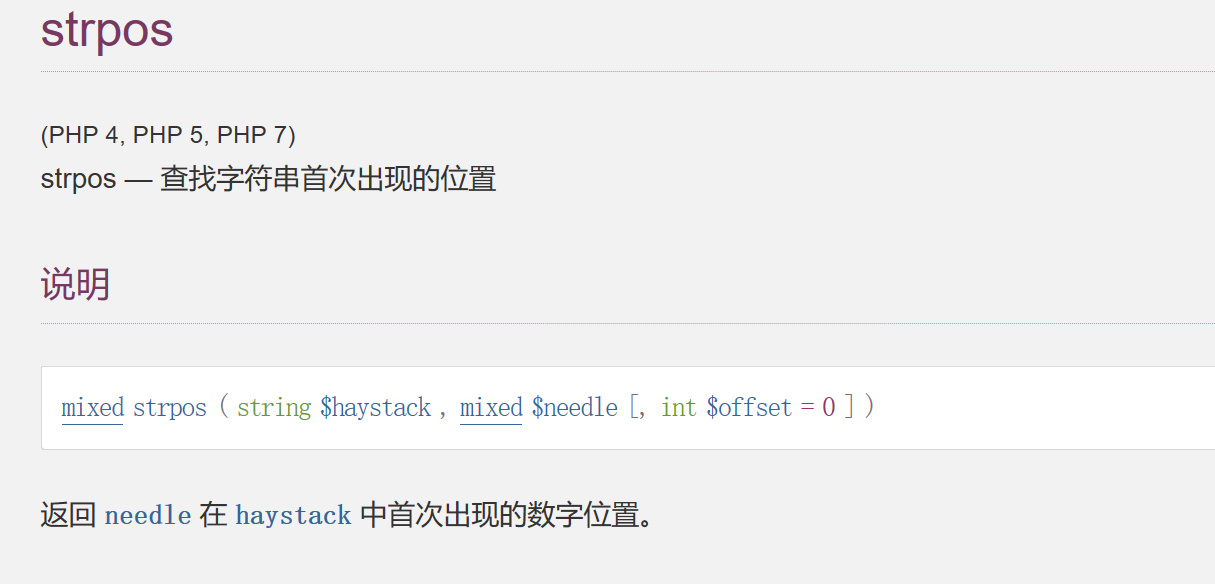 strpos
(PHP 4, PHP 5, PHP 7)
strpos — 查找字符串首次出现的位置
说明
mixed strpos ( string $haystack , mixed $needle [, int $offset = 0 ] )
返回 needle 在 haystack 中首次出现的数字位置。